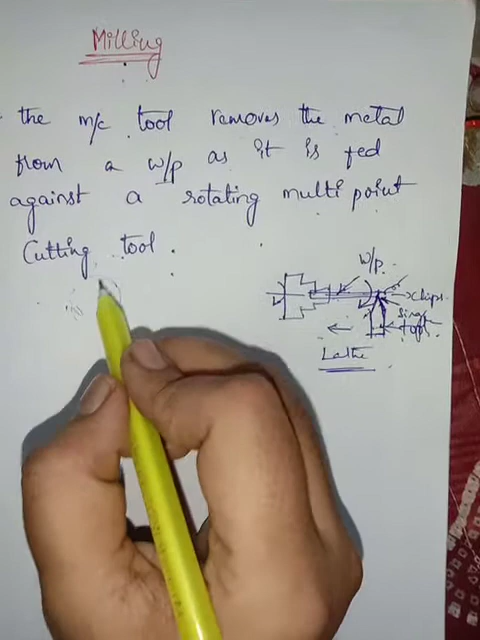 Milling
the m/c tool removes the metal
from a w/p as it is fed
against a rotating multi point
Cutting tool.
w/p.
chips
tool
Lathe